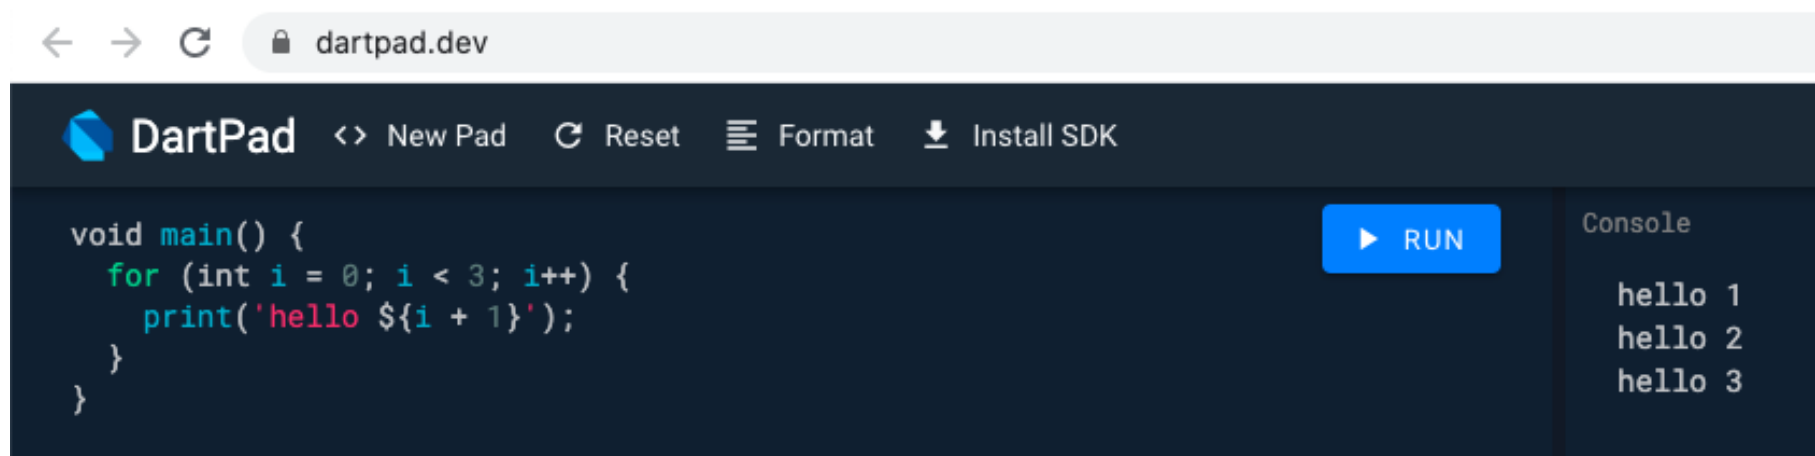 dartpad.dev
DartPad <> New Pad Reset Format Install SDK
void main() {
  for (int i = 0; i < 3; i++) {
    print('hello ${i + 1}');
  }
}
RUN
Console
hello 1
hello 2
hello 3